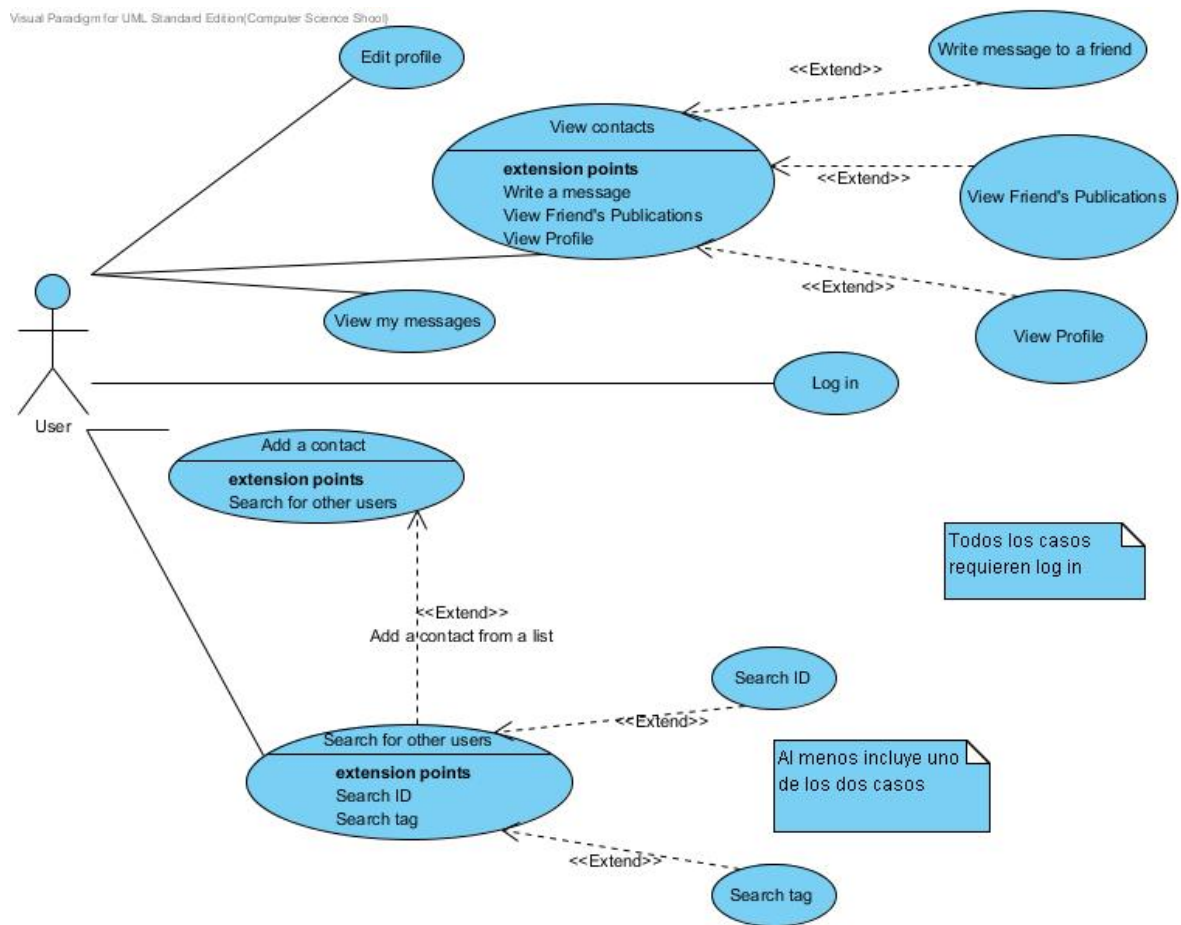 Visual Paradigm for UML Standard Edition(Computer Science Shool)
Edit profile
Write message to a friend
<<Extend>>
View contacts
extension points
Write a message
View Friend's Publications
View Profile
<<Extend>>
View Friend's Publications
<<Extend>>
View my messages
View Profile
Log in
User
Add a contact
extension points
Search for other users
Todos los casos
requieren log in
<<Extend>>
Add a contact from a list
Search ID
<<Extend>>
Search for other users
extension points
Search ID
Search tag
Al menos incluye uno
de los dos casos
<<Extend>>
Search tag